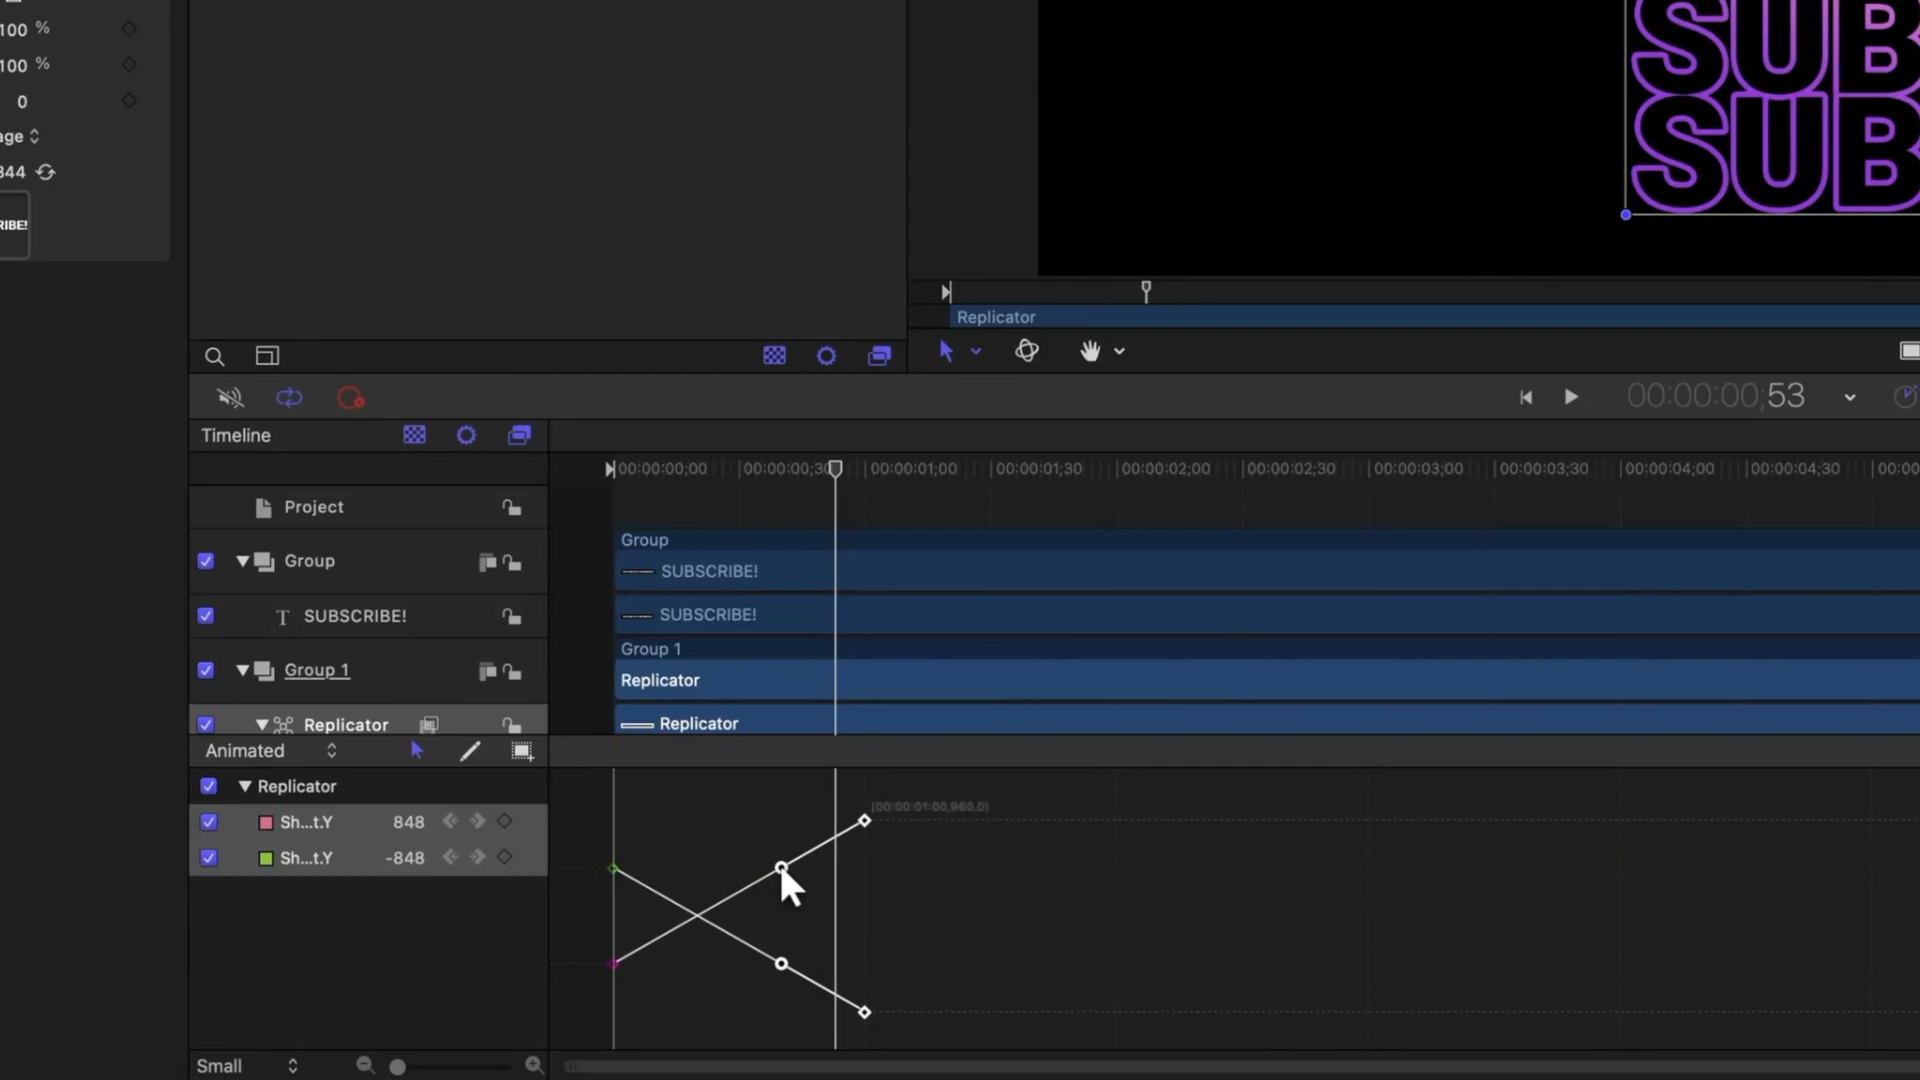 100 %
100 %
0
age
344
RIBE!
SUB
SUB
Replicator
00:00:00;53
Timeline
00:00:00;00 00:00:00;30 00:00:01;00 00:00:01;30 00:00:02;00 00:00:02;30 00:00:03;00 00:00:03;30 00:00:04;00 00:00:04;30 00:00
Project
Group
Group
SUBSCRIBE!
SUBSCRIBE!
SUBSCRIBE!
Group 1
Group 1
Replicator
Replicator
Replicator
Animated
Replicator
(00:00:01:00,960.0)
Sh...t.Y 848
Sh...t.Y -848
Small